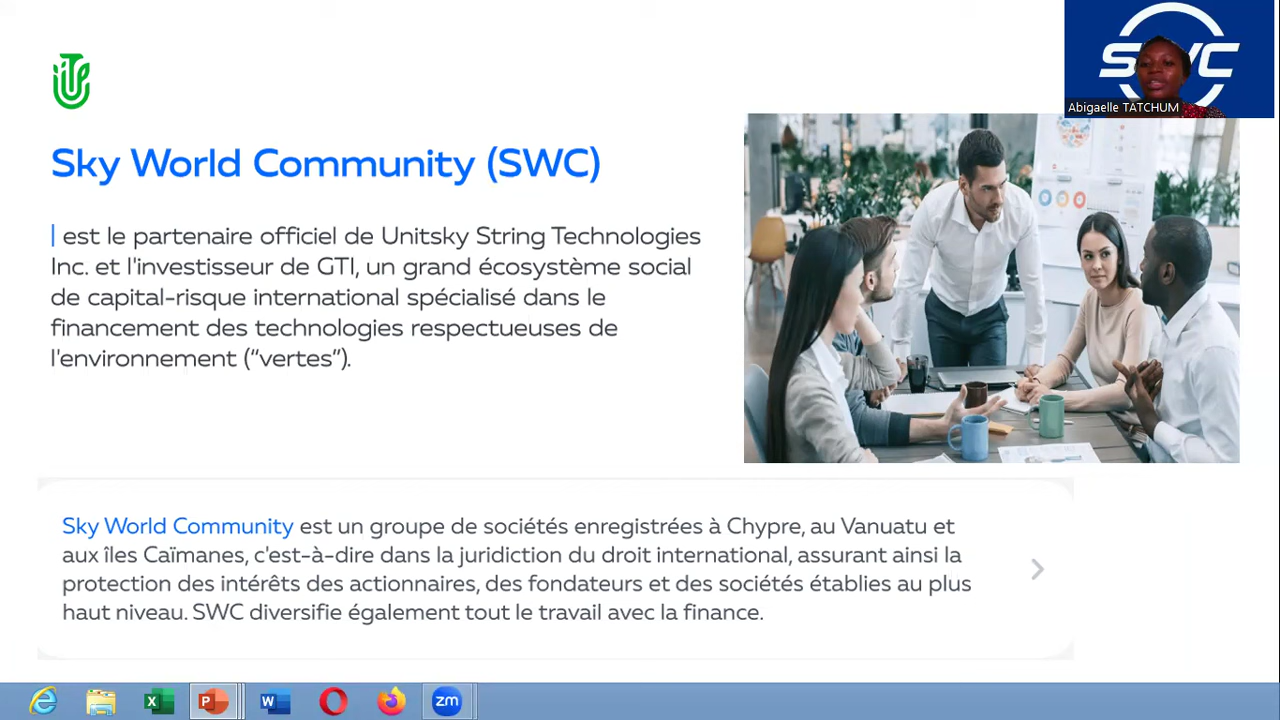 SWC
Abigaelle TATCHUM
Sky World Community (SWC)
| est le partenaire officiel de Unitsky String Technologies
Inc. et l'investisseur de GTI, un grand écosystème social
de capital-risque international spécialisé dans le
financement des technologies respectueuses de
l'environnement (“vertes”).
Sky World Community est un groupe de sociétés enregistrées à Chypre, au Vanuatu et
aux îles Caïmanes, c'est-à-dire dans la juridiction du droit international, assurant ainsi la
protection des intérêts des actionnaires, des fondateurs et des sociétés établies au plus
haut niveau. SWC diversifie également tout le travail avec la finance.
zm